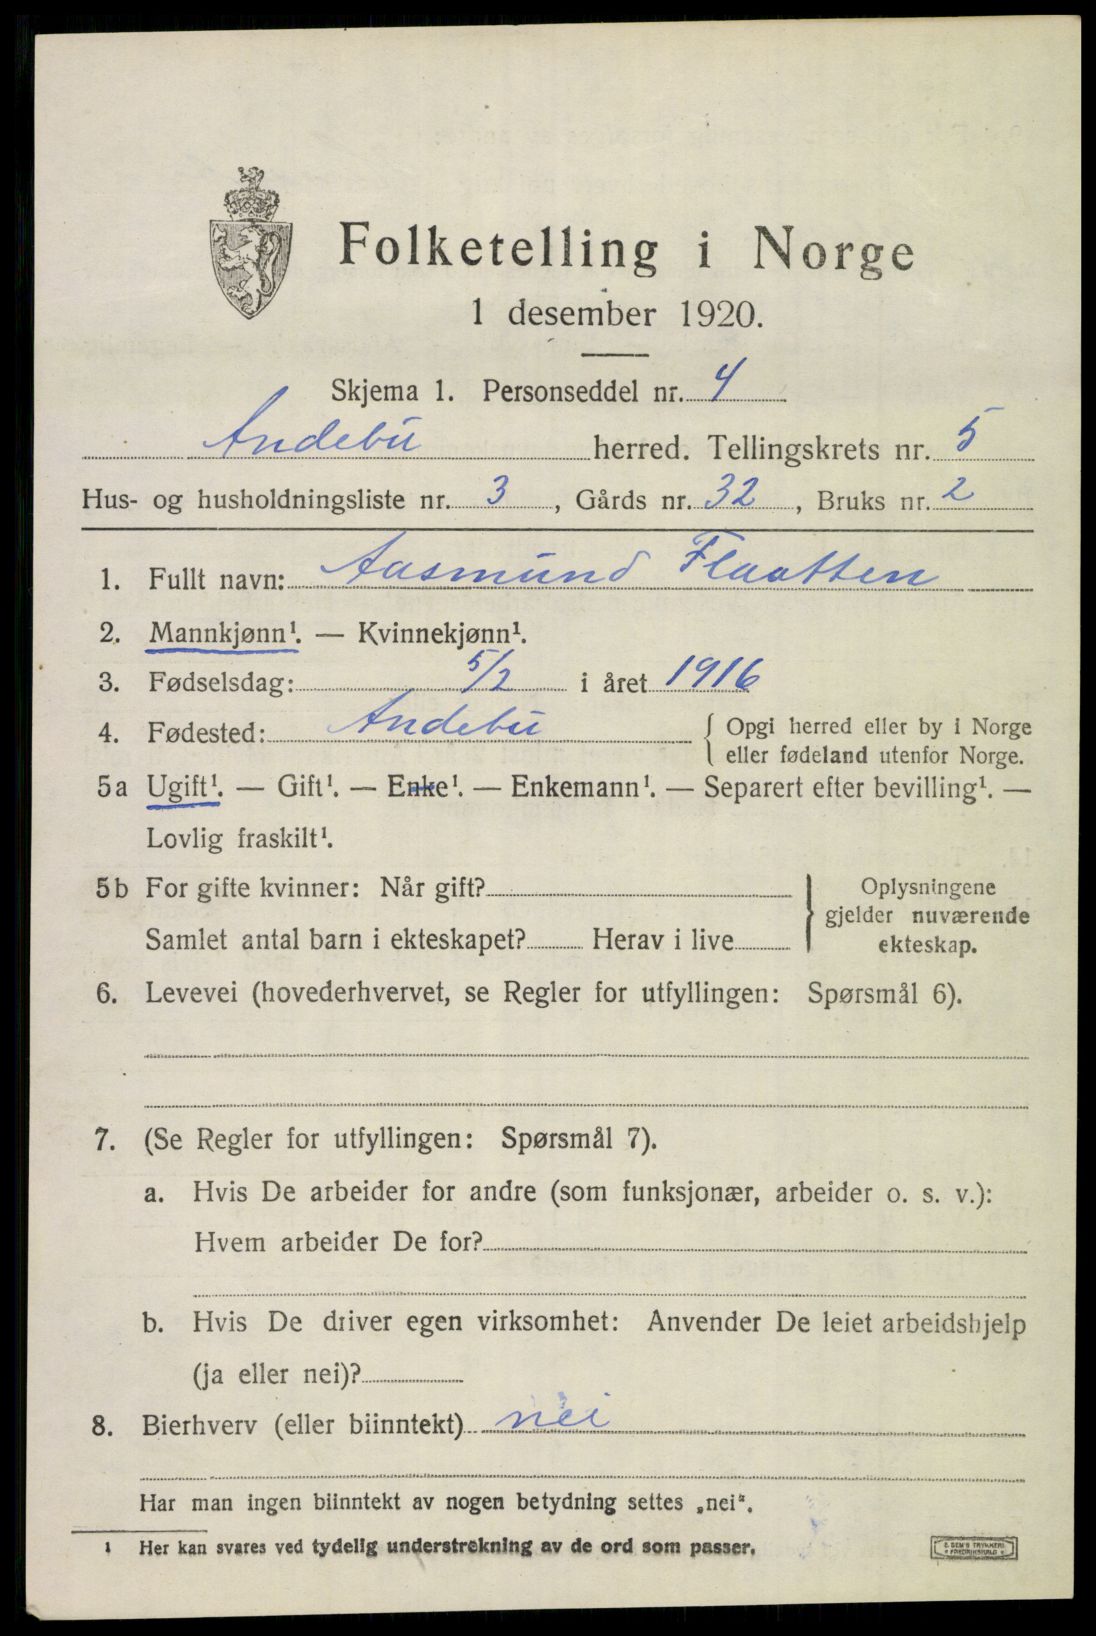 Folketelling i Norge
1 desember 1920.
Skjema 1. Personseddel nr. 4
Andebu herred. Tellingskrets nr. 5
Hus- og husholdningsliste nr. 3, Gårds nr. 32, Bruks nr. 2
1. Fullt navn: Aasmund Flaatten
2. Mannkjønn¹. — Kvinnekjønn¹.
3. Fødselsdag: 5/2 i året 1916
4. Fødested: Andebu { Opgi herred eller by i Norge
eller fødeland utenfor Norge.
5a Ugift¹. — Gift¹. — Enke¹. — Enkemann¹. — Separert efter bevilling¹. —
Lovlig fraskilt¹.
5b For gifte kvinner: Når gift?
Samlet antal barn i ekteskapet? Herav i live
} Oplysningene
gjelder nuværende
ekteskap.
6. Levevei (hovederhvervet, se Regler for utfyllingen: Spørsmål 6).
7. (Se Regler for utfyllingen: Spørsmål 7).
a. Hvis De arbeider for andre (som funksjonær, arbeider o. s. v.):
Hvem arbeider De for?
b. Hvis De driver egen virksomhet: Anvender De leiet arbeidshjelp
(ja eller nei)?
8. Bierhverv (eller biinntekt) nei
Har man ingen biinntekt av nogen betydning settes „nei“.
¹ Her kan svares ved tydelig understrekning av de ord som passer.
E. SEM'S TRYKKERI
FREDRIKSHALD